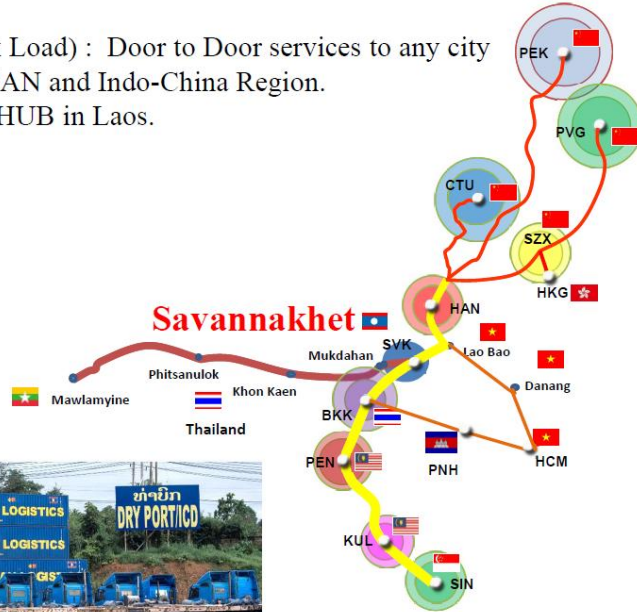 Load) : Door to Door services to any city
AN and Indo-China Region.
HUB in Laos.
PEK
PVG
CTU
SZX
HKG
HAN
Savannakhet
SVK
Lao Bao
Mukdahan
Phitsanulok
Khon Kaen
Mawlamyine
Danang
Thailand
BKK
PNH
HCM
PEN
KUL
SIN
LOGISTICS
LOGISTICS
GIS
ທ່າບົກ
DRY PORT/ICD